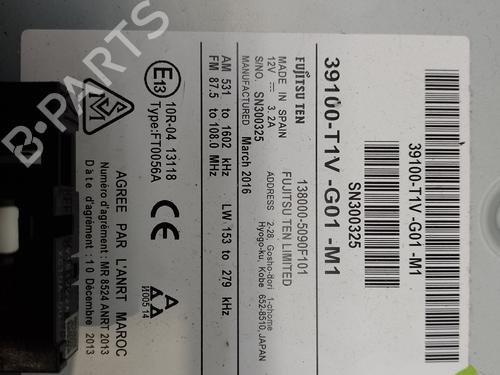 39100-T1V -G01 -M1
SN300325
39100-T1V -G01 -M1
FUJITSU TEN
138000-5090F101
MADE IN SPAIN
FUJITSU TEN LIMITED
12V ⎓ 3. 2A
ADDRESS 2-28, Gosho-dori 1-chome
Hyogo-ku, Kobe 652-8510, JAPAN
S/NO. SN300325
MANUFACTURED March 2016
AM 531 to 1602 kHz LW 153 to 279 kHz
FM 87.5 to 108.0 MHz
E13
10R-04 13118
Type:FT0056A
CE
И005 14
AGREE PAR L'ANRT MAROC
Numéro d'agrément: MR 8524 ANRT 2013
Date d'agrément: 10 Décembre 2013
B-PARTS